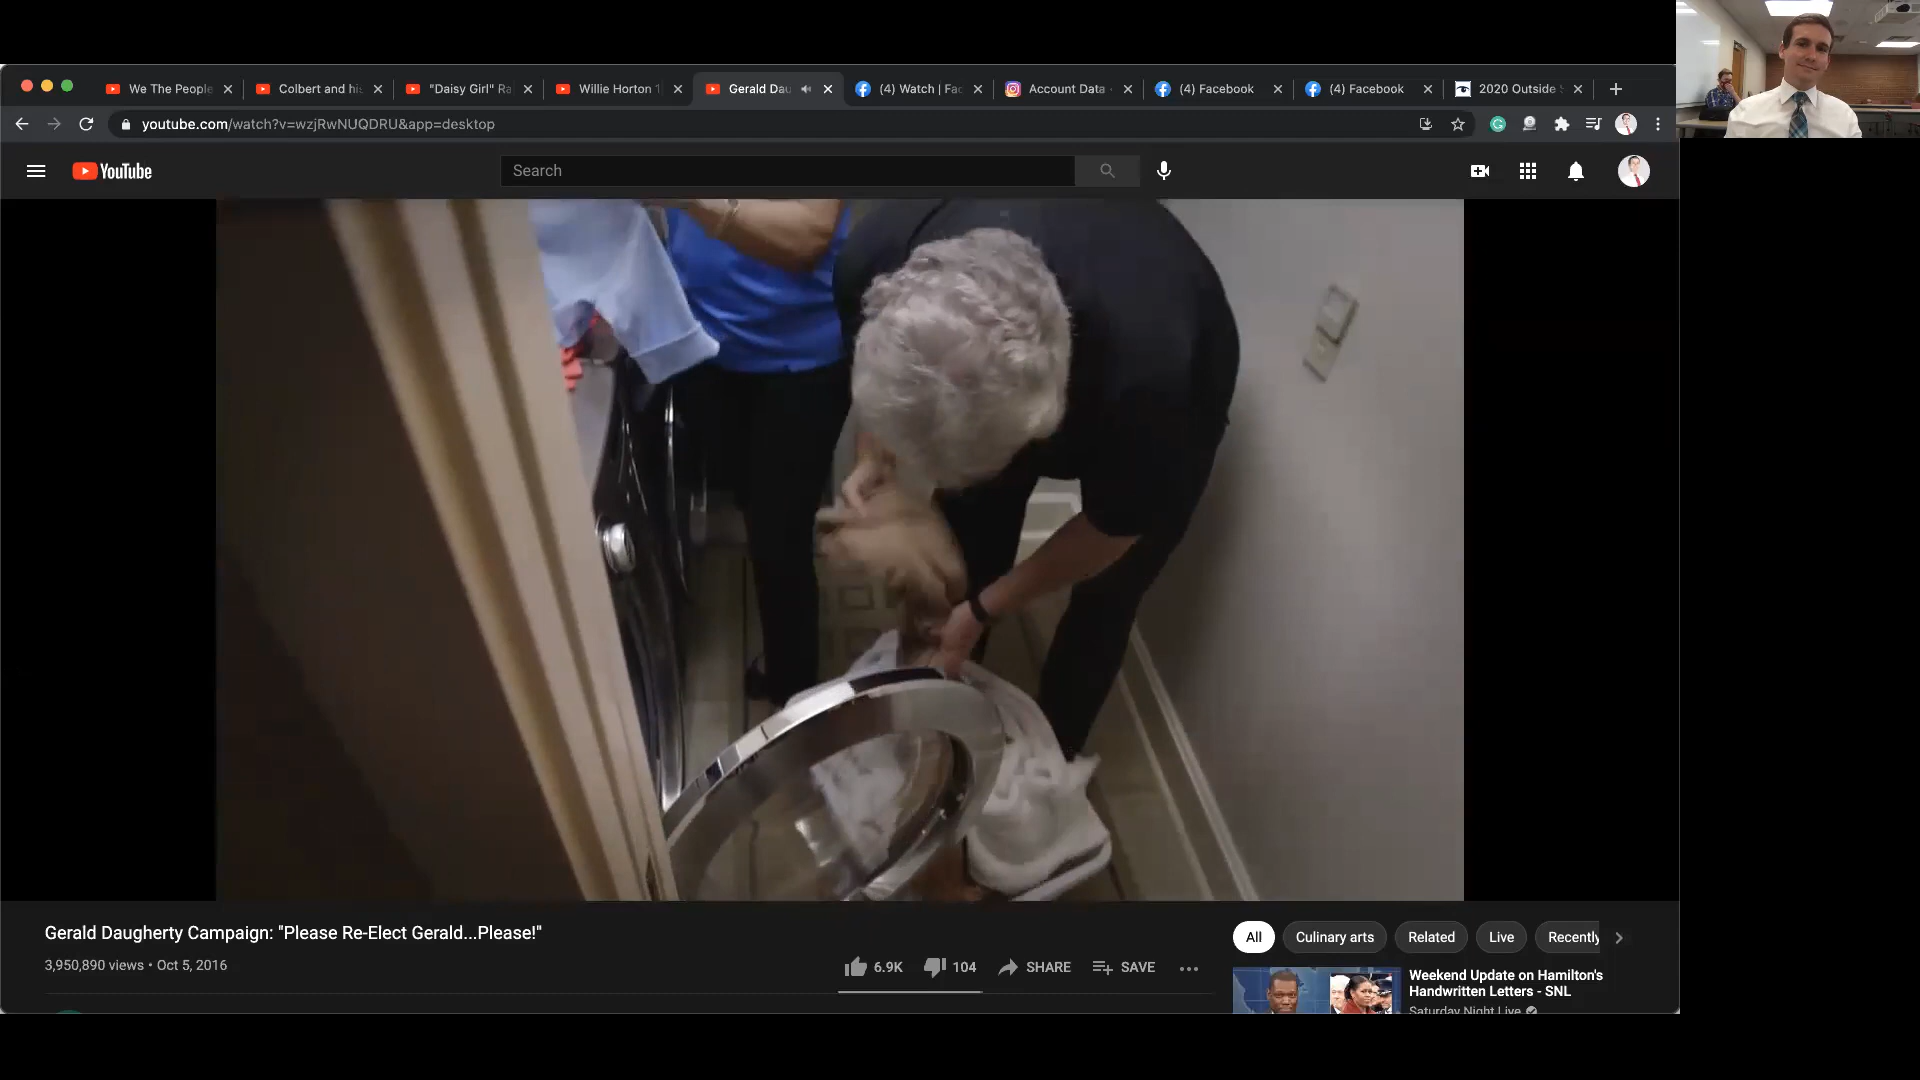 We The People
Colbert and his
"Daisy Girl" Ra
Willie Horton 1
Gerald Dau
(4) Watch | Fac
Account Data
(4) Facebook
(4) Facebook
2020 Outside
youtube.com/watch?v=wzjRwNUQDRU&app=desktop
YouTube
Search
Gerald Daugherty Campaign: "Please Re-Elect Gerald...Please!"
3,950,890 views • Oct 5, 2016
6.9K
104
SHARE
SAVE
All
Culinary arts
Related
Live
Recently
Weekend Update on Hamilton's
Handwritten Letters - SNL
Saturday Night Live